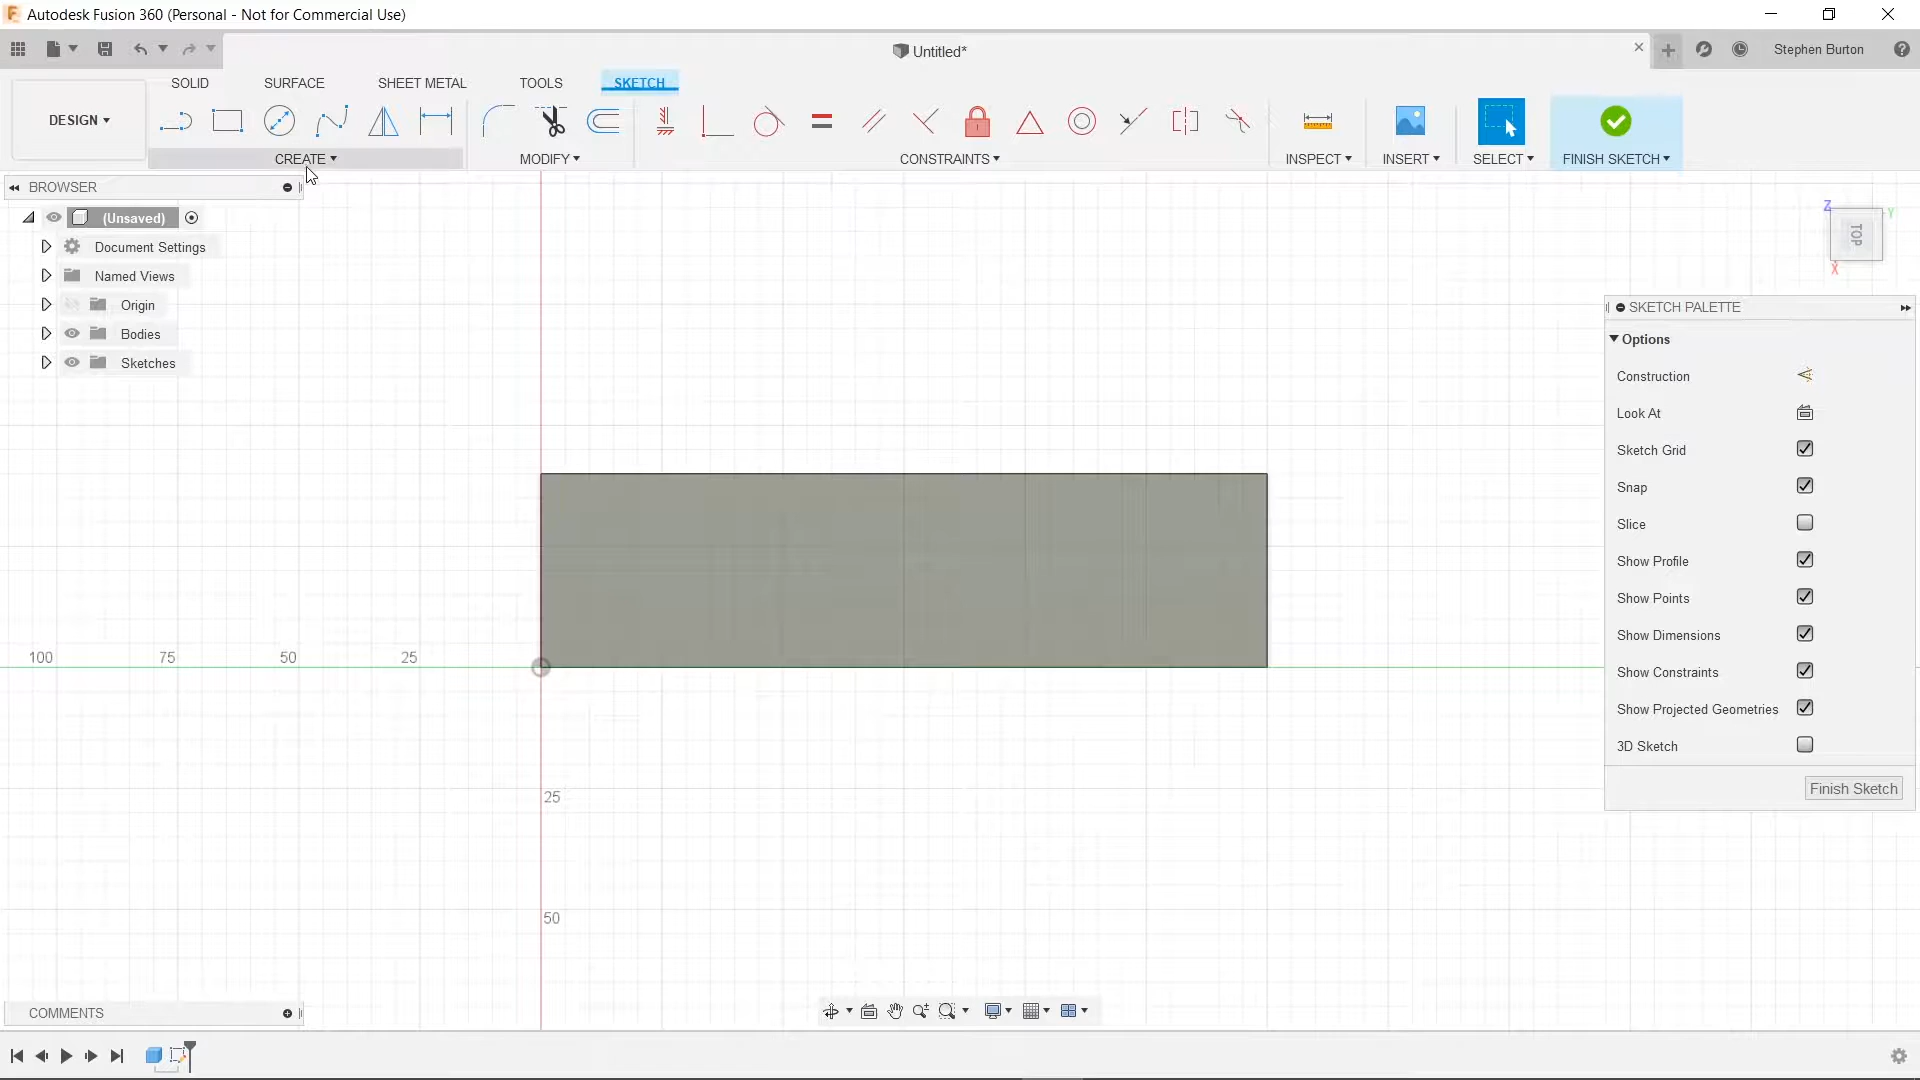 Autodesk Fusion 360 (Personal - Not for Commercial Use)
Untitled*
Stephen Burton
SOLID SURFACE SHEET METAL TOOLS SKETCH
DESIGN
CREATE MODIFY CONSTRAINTS INSPECT INSERT SELECT FINISH SKETCH
BROWSER
(Unsaved)
Document Settings
Named Views
Origin
Bodies
Sketches
Z
Y
TOP
X
SKETCH PALETTE
Options
Construction
Look At
Sketch Grid
Snap
Slice
Show Profile
Show Points
Show Dimensions
Show Constraints
Show Projected Geometries
3D Sketch
Finish Sketch
100 75 50 25
25
50
COMMENTS